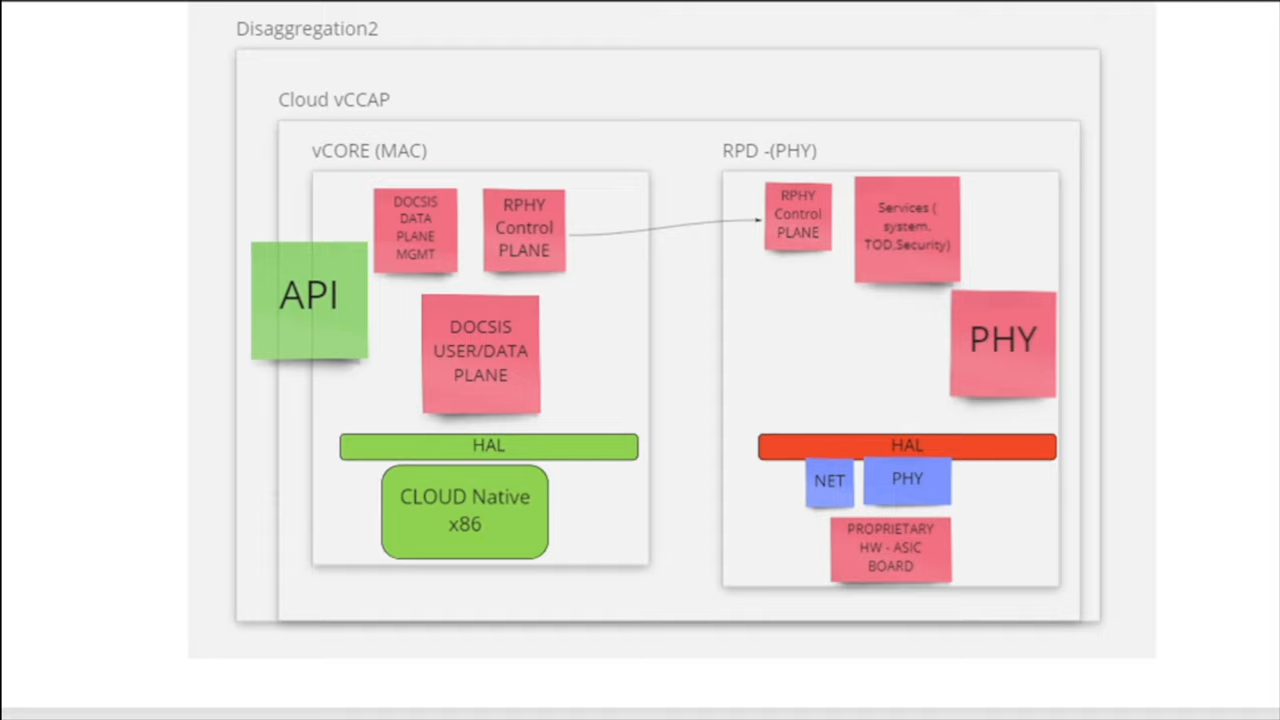 Disaggregation2
Cloud vCCAP
vCORE (MAC)
DOCSIS
DATA
PLANE
MGMT
RPHY
Control
PLANE
API
DOCSIS
USER/DATA
PLANE
HAL
CLOUD Native
x86
RPD -(PHY)
RPHY
Control
PLANE
Services (
system,
TOD,Security)
PHY
HAL
NET
PHY
PROPRIETARY
HW - ASIC
BOARD